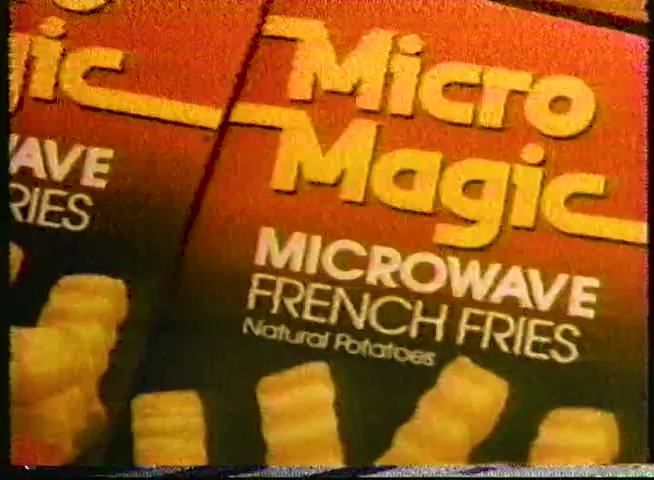 Micro
Magic
MICROWAVE
FRENCH FRIES
Natural Potatoes
gic
WAVE
RIES